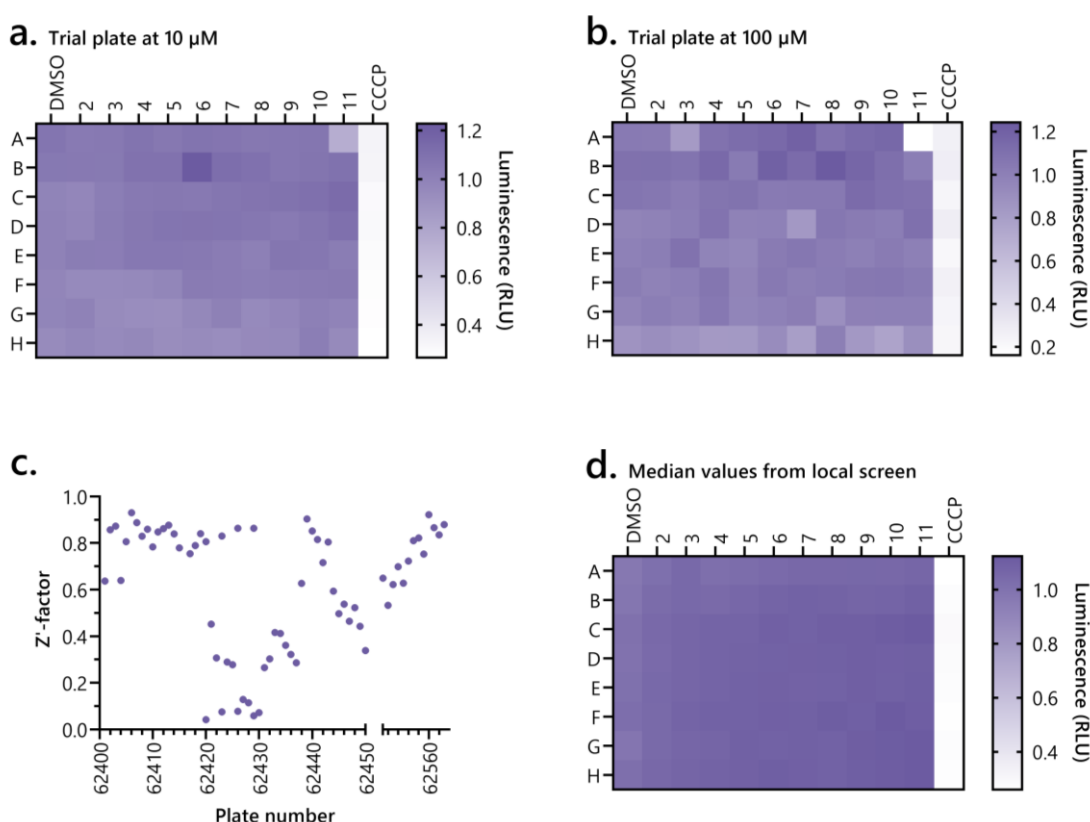 a. Trial plate at 10 µM
DMSO 2 3 4 5 6 7 8 9 10 11 CCCP
A
B
C
D
E
F
G
H
1.2
1.0
0.8
0.6
0.4
Luminescence (RLU)
b. Trial plate at 100 µM
DMSO 2 3 4 5 6 7 8 9 10 11 CCCP
A
B
C
D
E
F
G
H
1.2
1.0
0.8
0.6
0.4
0.2
Luminescence (RLU)
c.
Z'-factor
1.0
0.8
0.6
0.4
0.2
0.0
62400 62410 62420 62430 62440 62450 62560
Plate number
d. Median values from local screen
DMSO 2 3 4 5 6 7 8 9 10 11 CCCP
A
B
C
D
E
F
G
H
1.0
0.8
0.6
0.4
Luminescence (RLU)